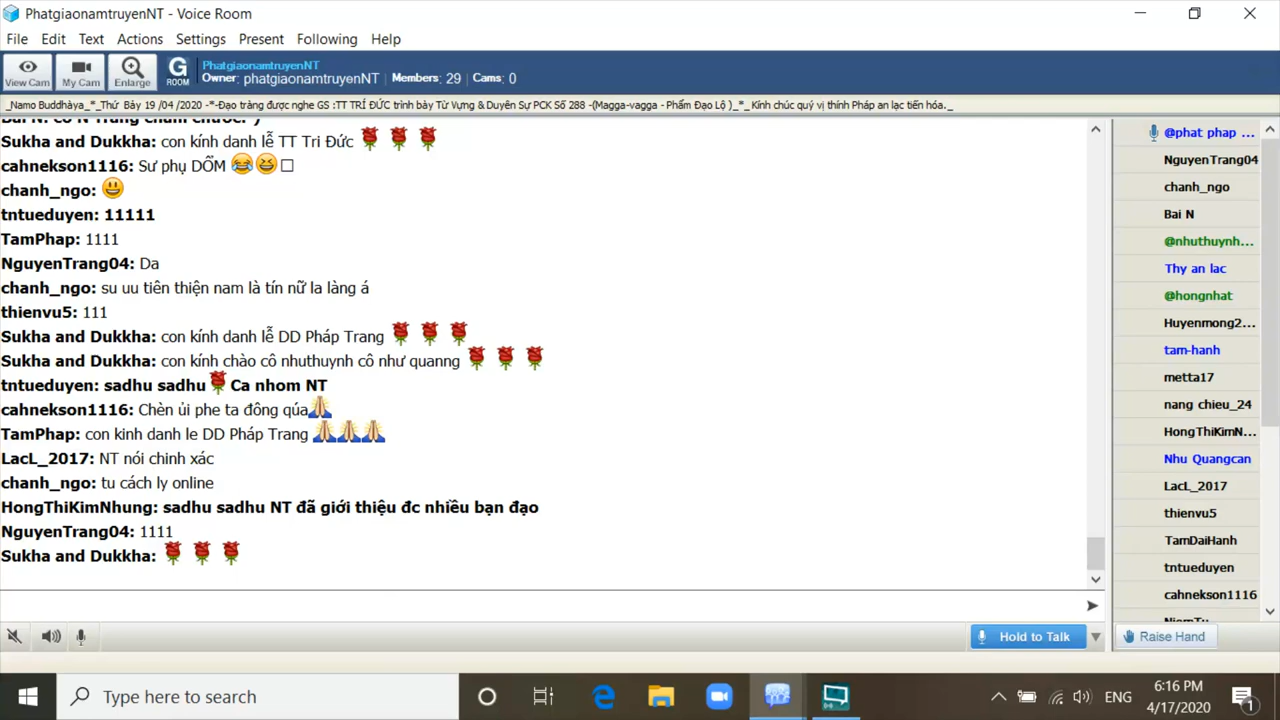 PhatgiaonamtruyenNT - Voice Room
File Edit Text Actions Settings Present Following Help
View Cam
My Cam
Enlarge
G ROOM
PhatgiaonamtruyenNT
Owner: phatgiaonamtruyenNT | Members: 29 | Cams: 0
_Namo Buddhàya_*_Thứ Bảy 19 /04 /2020 -*-Đạo tràng được nghe GS :TT TRÍ ĐỨC trình bày Từ Vựng & Duyên Sự PCK Số 288 -(Magga-vagga - Phẩm Đạo Lộ )_*_ Kính chúc quý vị thính Pháp an lạc tiến hóa._
Sukha and Dukkha: con kính danh lễ TT Tri Đức
cahnekson1116: Sư phụ DỔM
chanh_ngo:
tntueduyen: 11111
TamPhap: 1111
NguyenTrang04: Da
chanh_ngo: su uu tiên thiện nam là tín nữ la làng á
thienvu5: 111
Sukha and Dukkha: con kính danh lễ DD Pháp Trang
Sukha and Dukkha: con kính chào cô nhuthuynh cô như quanng
tntueduyen: sadhu sadhu Ca nhom NT
cahnekson1116: Chèn ủi phe ta đông qúa
TamPhap: con kinh danh le DD Pháp Trang
LacL_2017: NT nói chinh xác
chanh_ngo: tu cách ly online
HongThiKimNhung: sadhu sadhu NT đã giới thiệu đc nhiều bạn đạo
NguyenTrang04: 1111
Sukha and Dukkha:
@phat phap ...
NguyenTrang04
chanh_ngo
Bai N
@nhuthuynh...
Thy an lac
@hongnhat
Huyenmong2...
tam-hanh
metta17
nang chieu_24
HongThiKimN...
Nhu Quangcan
LacL_2017
thienvu5
TamDaiHanh
tntueduyen
cahnekson1116
Hold to Talk
Raise Hand
Type here to search
ENG
6:16 PM
4/17/2020
1